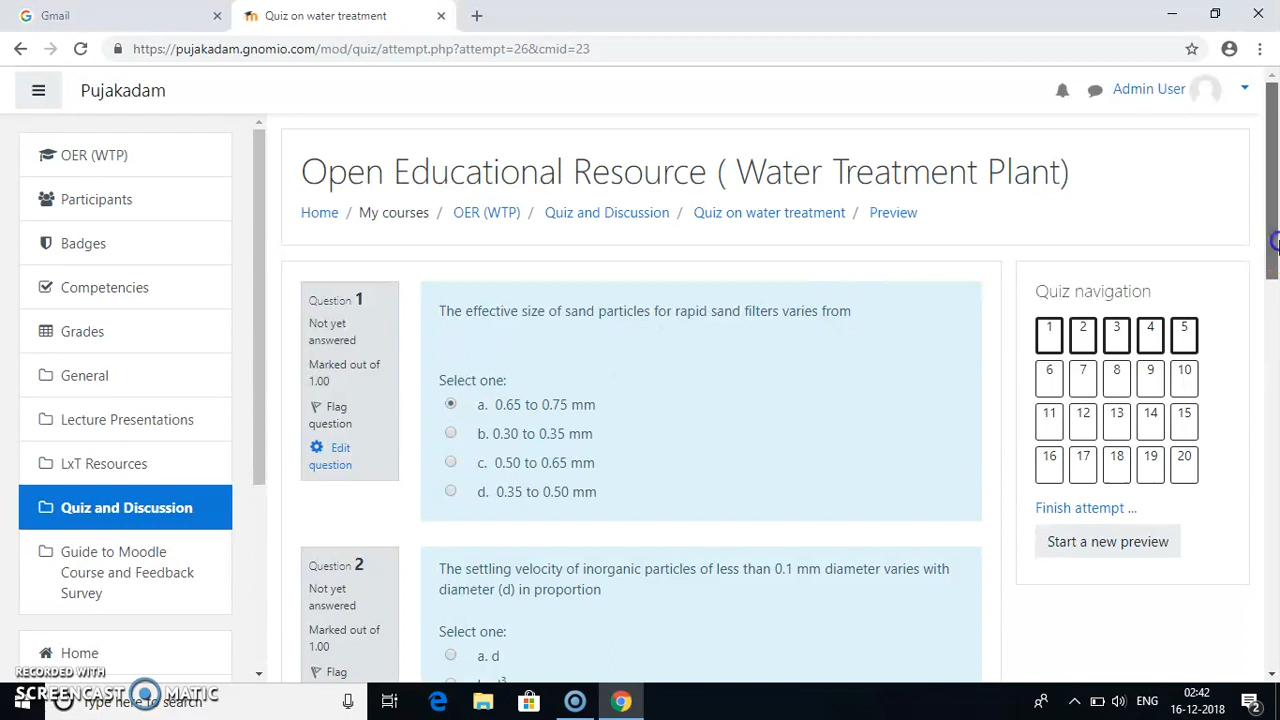 Gmail
Quiz on water treatment
https://pujakadam.gnomio.com/mod/quiz/attempt.php?attempt=26&cmid=23
Pujakadam
Admin User
OER (WTP)
Participants
Badges
Competencies
Grades
General
Lecture Presentations
LxT Resources
Quiz and Discussion
Guide to Moodle
Course and Feedback
Survey
Home
Open Educational Resource ( Water Treatment Plant)
Home / My courses / OER (WTP) / Quiz and Discussion / Quiz on water treatment / Preview
Question 1
Not yet
answered
Marked out of
1.00
Flag
question
Edit
question
The effective size of sand particles for rapid sand filters varies from
Select one:
a. 0.65 to 0.75 mm
b. 0.30 to 0.35 mm
c. 0.50 to 0.65 mm
d. 0.35 to 0.50 mm
Question 2
Not yet
answered
Marked out of
1.00
Flag
The settling velocity of inorganic particles of less than 0.1 mm diameter varies with
diameter (d) in proportion
Select one:
a. d
Quiz navigation
1 2 3 4 5
6 7 8 9 10
11 12 13 14 15
16 17 18 19 20
Finish attempt ...
Start a new preview
RECORDED WITH
SCREENCAST MATIC
Type here to search
ENG
02:42
16-12-2018
2